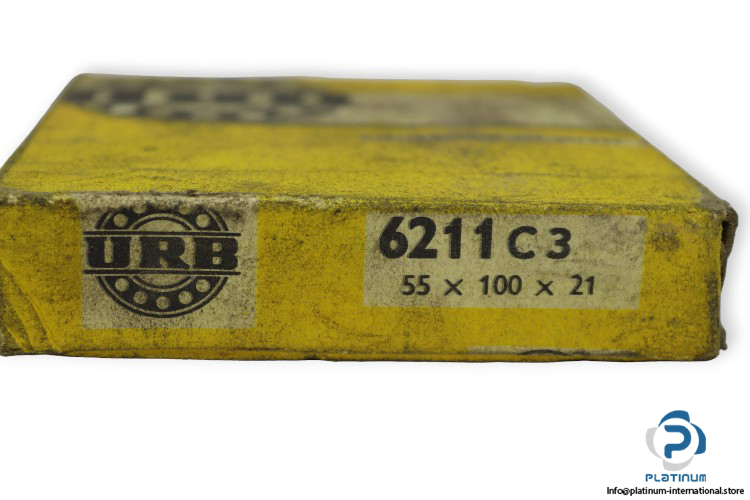 URB
6211 C3
55 x 100 x 21
PLATINUM
Info@platinum-international.store